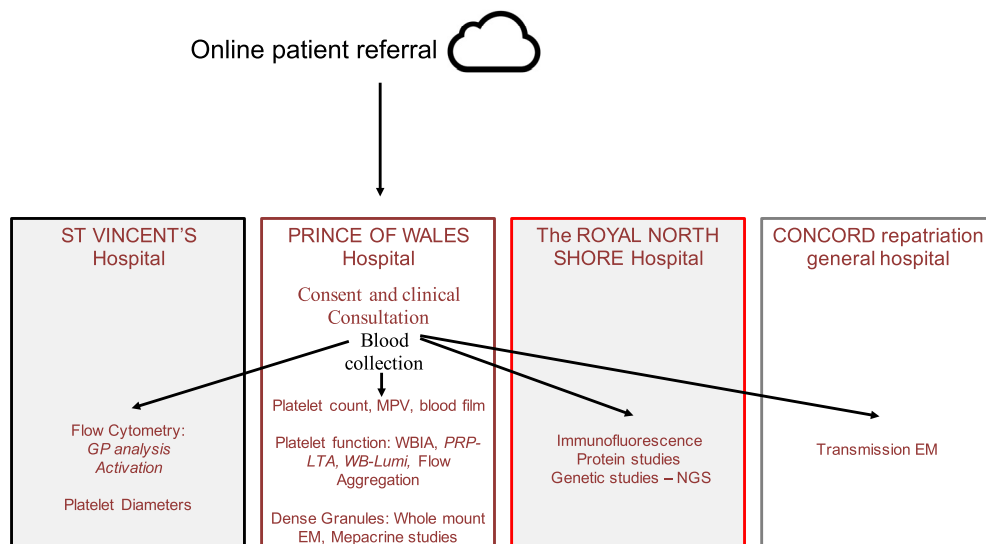 Online patient referral
ST VINCENT'S
Hospital
Flow Cytometry:
GP analysis
Activation
Platelet Diameters
PRINCE OF WALES
Hospital
Consent and clinical
Consultation
Blood
collection
Platelet count, MPV, blood film
Platelet function: WBIA, PRP-
LTA, WB-Lumi, Flow
Aggregation
Dense Granules: Whole mount
EM, Mepacrine studies
The ROYAL NORTH
SHORE Hospital
Immunofluorescence
Protein studies
Genetic studies – NGS
CONCORD repatriation
general hospital
Transmission EM